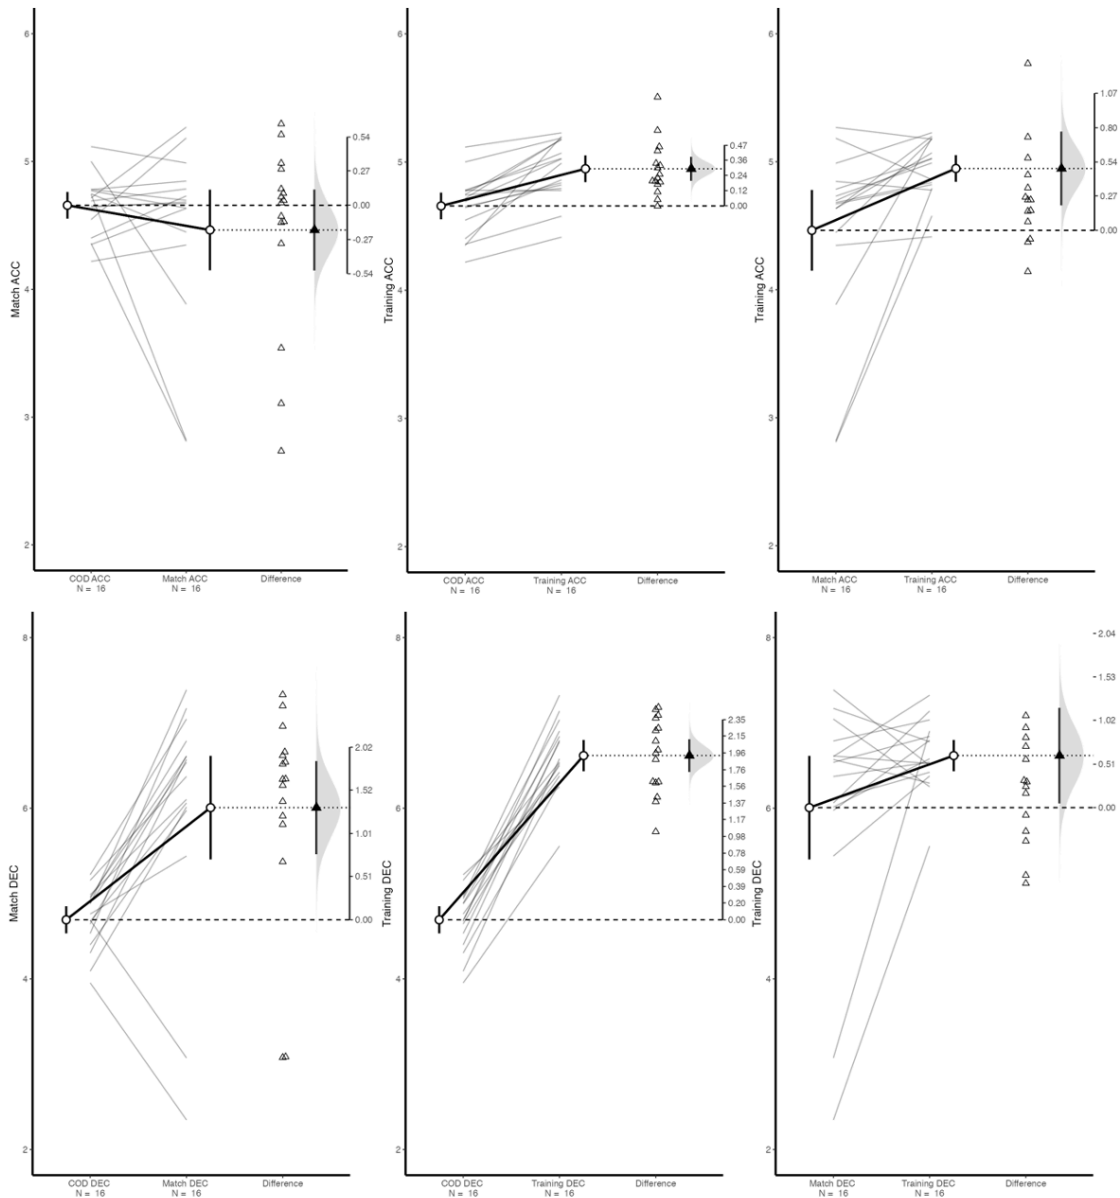 6
5
4
3
2
Match ACC
0.54
0.27
0.00
-0.27
-0.54
COD ACC
N = 16
Match ACC
N = 16
Difference
6
5
4
3
2
Training ACC
0.47
0.36
0.24
0.12
0.00
COD ACC
N = 16
Training ACC
N = 16
Difference
6
5
4
3
2
Training ACC
1.07
0.80
0.54
0.27
0.00
Match ACC
N = 16
Training ACC
N = 16
Difference
8
6
4
2
Match DEC
2.02
1.52
1.01
0.51
0.00
COD DEC
N = 16
Match DEC
N = 16
Difference
8
6
4
2
Training DEC
2.35
2.15
1.96
1.76
1.56
1.37
1.17
0.98
0.78
0.59
0.39
0.20
0.00
COD DEC
N = 16
Training DEC
N = 16
Difference
8
6
4
2
Training DEC
2.04
1.53
1.02
0.51
0.00
Match DEC
N = 16
Training DEC
N = 16
Difference